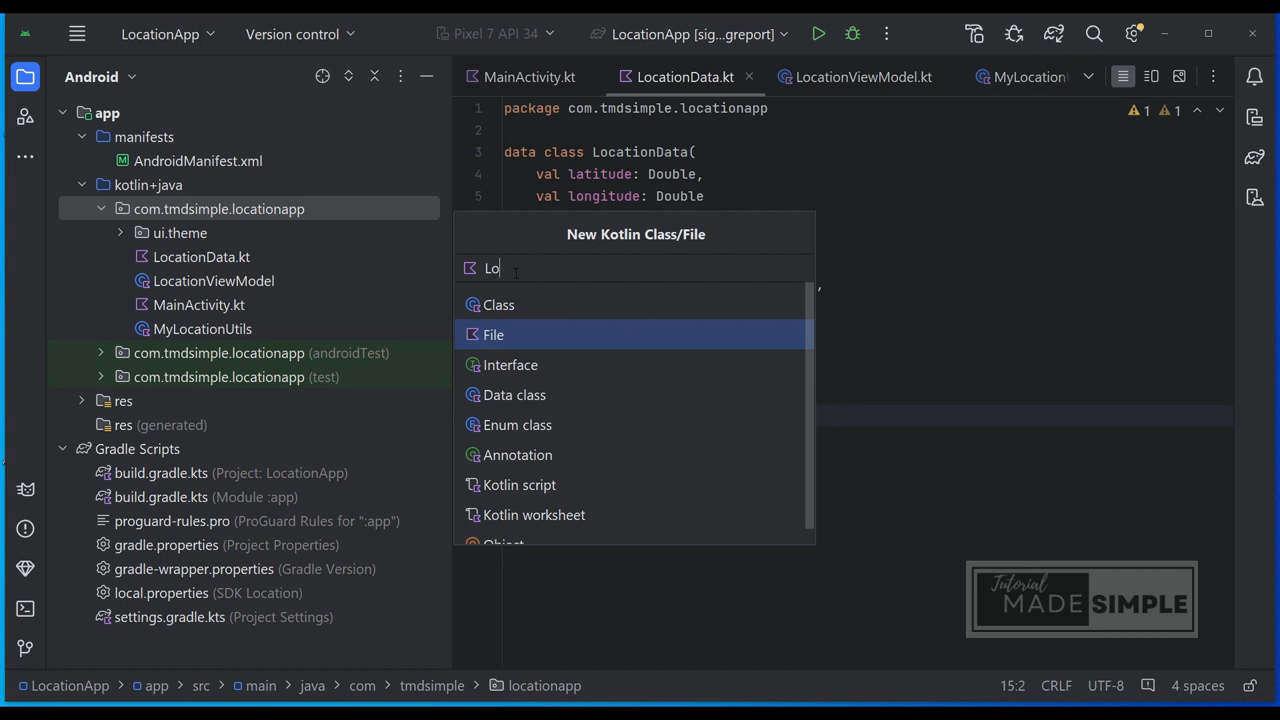 LocationApp
Version control
Pixel 7 API 34
LocationApp [sig...greport]
Android
MainActivity.kt
LocationData.kt
LocationViewModel.kt
MyLocation
app
manifests
AndroidManifest.xml
kotlin+java
com.tmdsimple.locationapp
ui.theme
LocationData.kt
LocationViewModel
MainActivity.kt
MyLocationUtils
com.tmdsimple.locationapp (androidTest)
com.tmdsimple.locationapp (test)
res
res (generated)
Gradle Scripts
build.gradle.kts (Project: LocationApp)
build.gradle.kts (Module :app)
proguard-rules.pro (ProGuard Rules for ":app")
gradle.properties (Project Properties)
gradle-wrapper.properties (Gradle Version)
local.properties (SDK Location)
settings.gradle.kts (Project Settings)
1 package com.tmdsimple.locationapp
2
3 data class LocationData(
4 val latitude: Double,
5 val longitude: Double
1 1
New Kotlin Class/File
Lo
,
Class
File
Interface
Data class
Enum class
Annotation
Kotlin script
Kotlin worksheet
Object
Tutorial
MADE SIMPLE
LocationApp > app > src > main > java > com > tmdsimple > locationapp
15:2 CRLF UTF-8 4 spaces